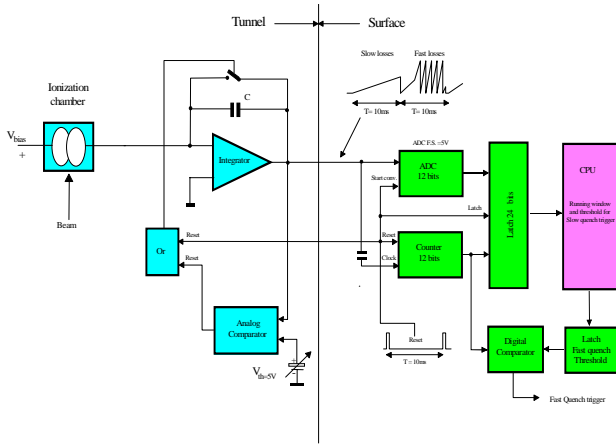 Tunnel
Surface
Slow losses
Fast losses
Ionization
chamber
C
T= 10ms
T= 10ms
V bias
+
Integrator
ADC F.S. =5V
ADC
12 bits
Start conv.
Latch 24 bits
CPU
Running window
and threshold for
Slow quench trigger
Beam
Latch
Or
Reset
Reset
Reset
Counter
12 bits
Clock
Analog
Comparator
Reset
T = 10ms
Digital
Comparator
Latch
Fast quench
Threshold
+
-
V th=5V
Fast Quench trigger